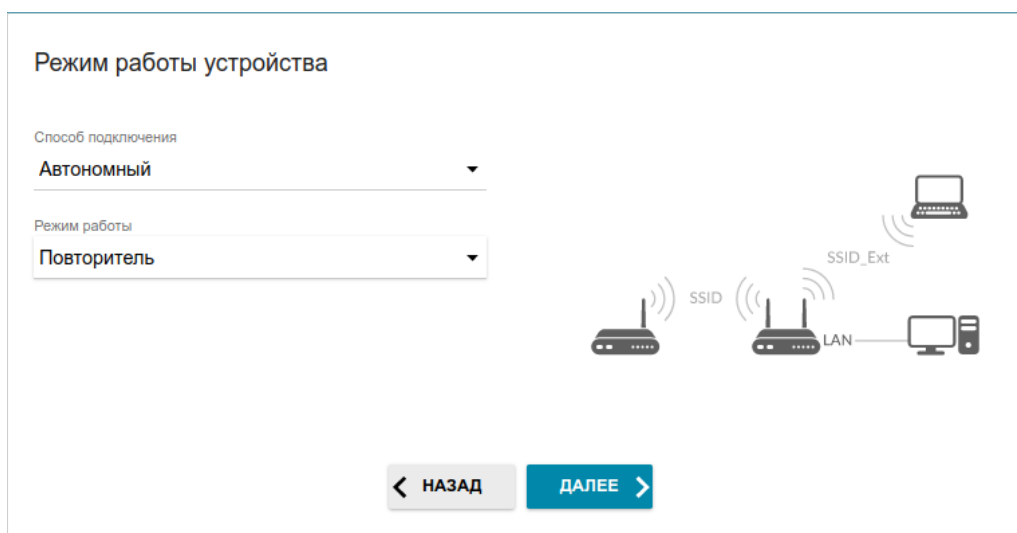 Режим работы устройства
Способ подключения
Автономный
Режим работы
Повторитель
SSID
SSID_Ext
LAN
НАЗАД
ДАЛЕЕ